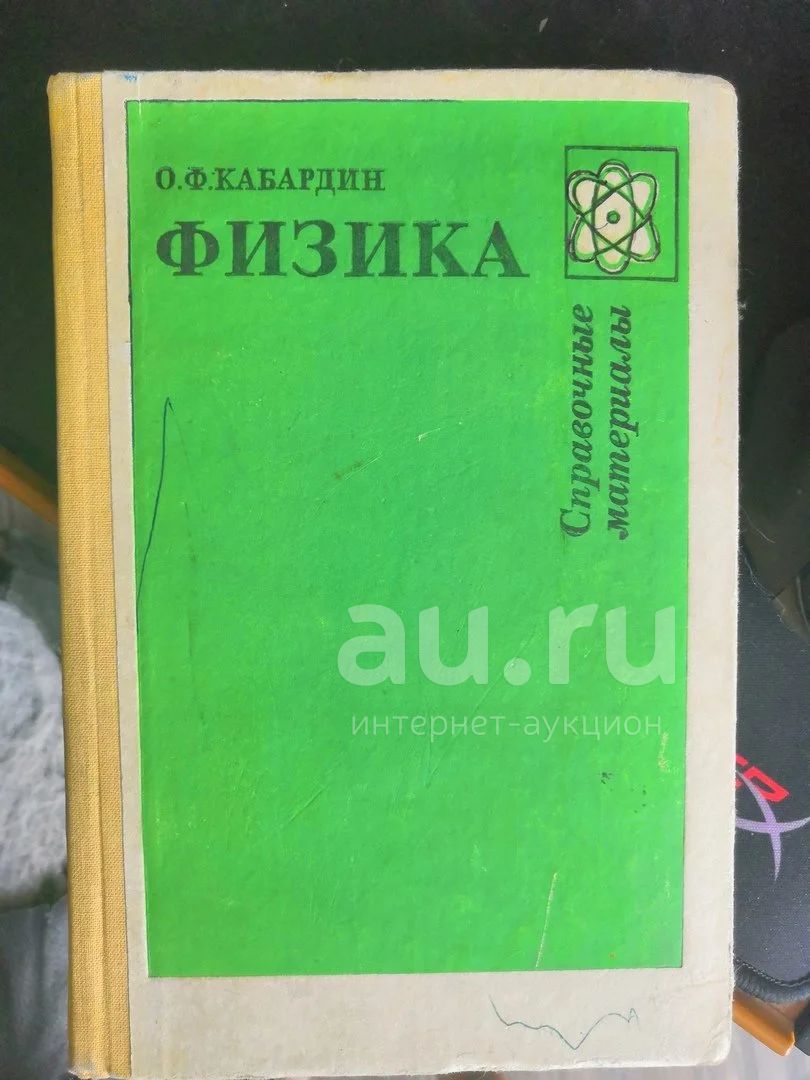 О.Ф.КАБАРДИН
ФИЗИКА
Справочные
материалы
au.ru
интернет-аукцион